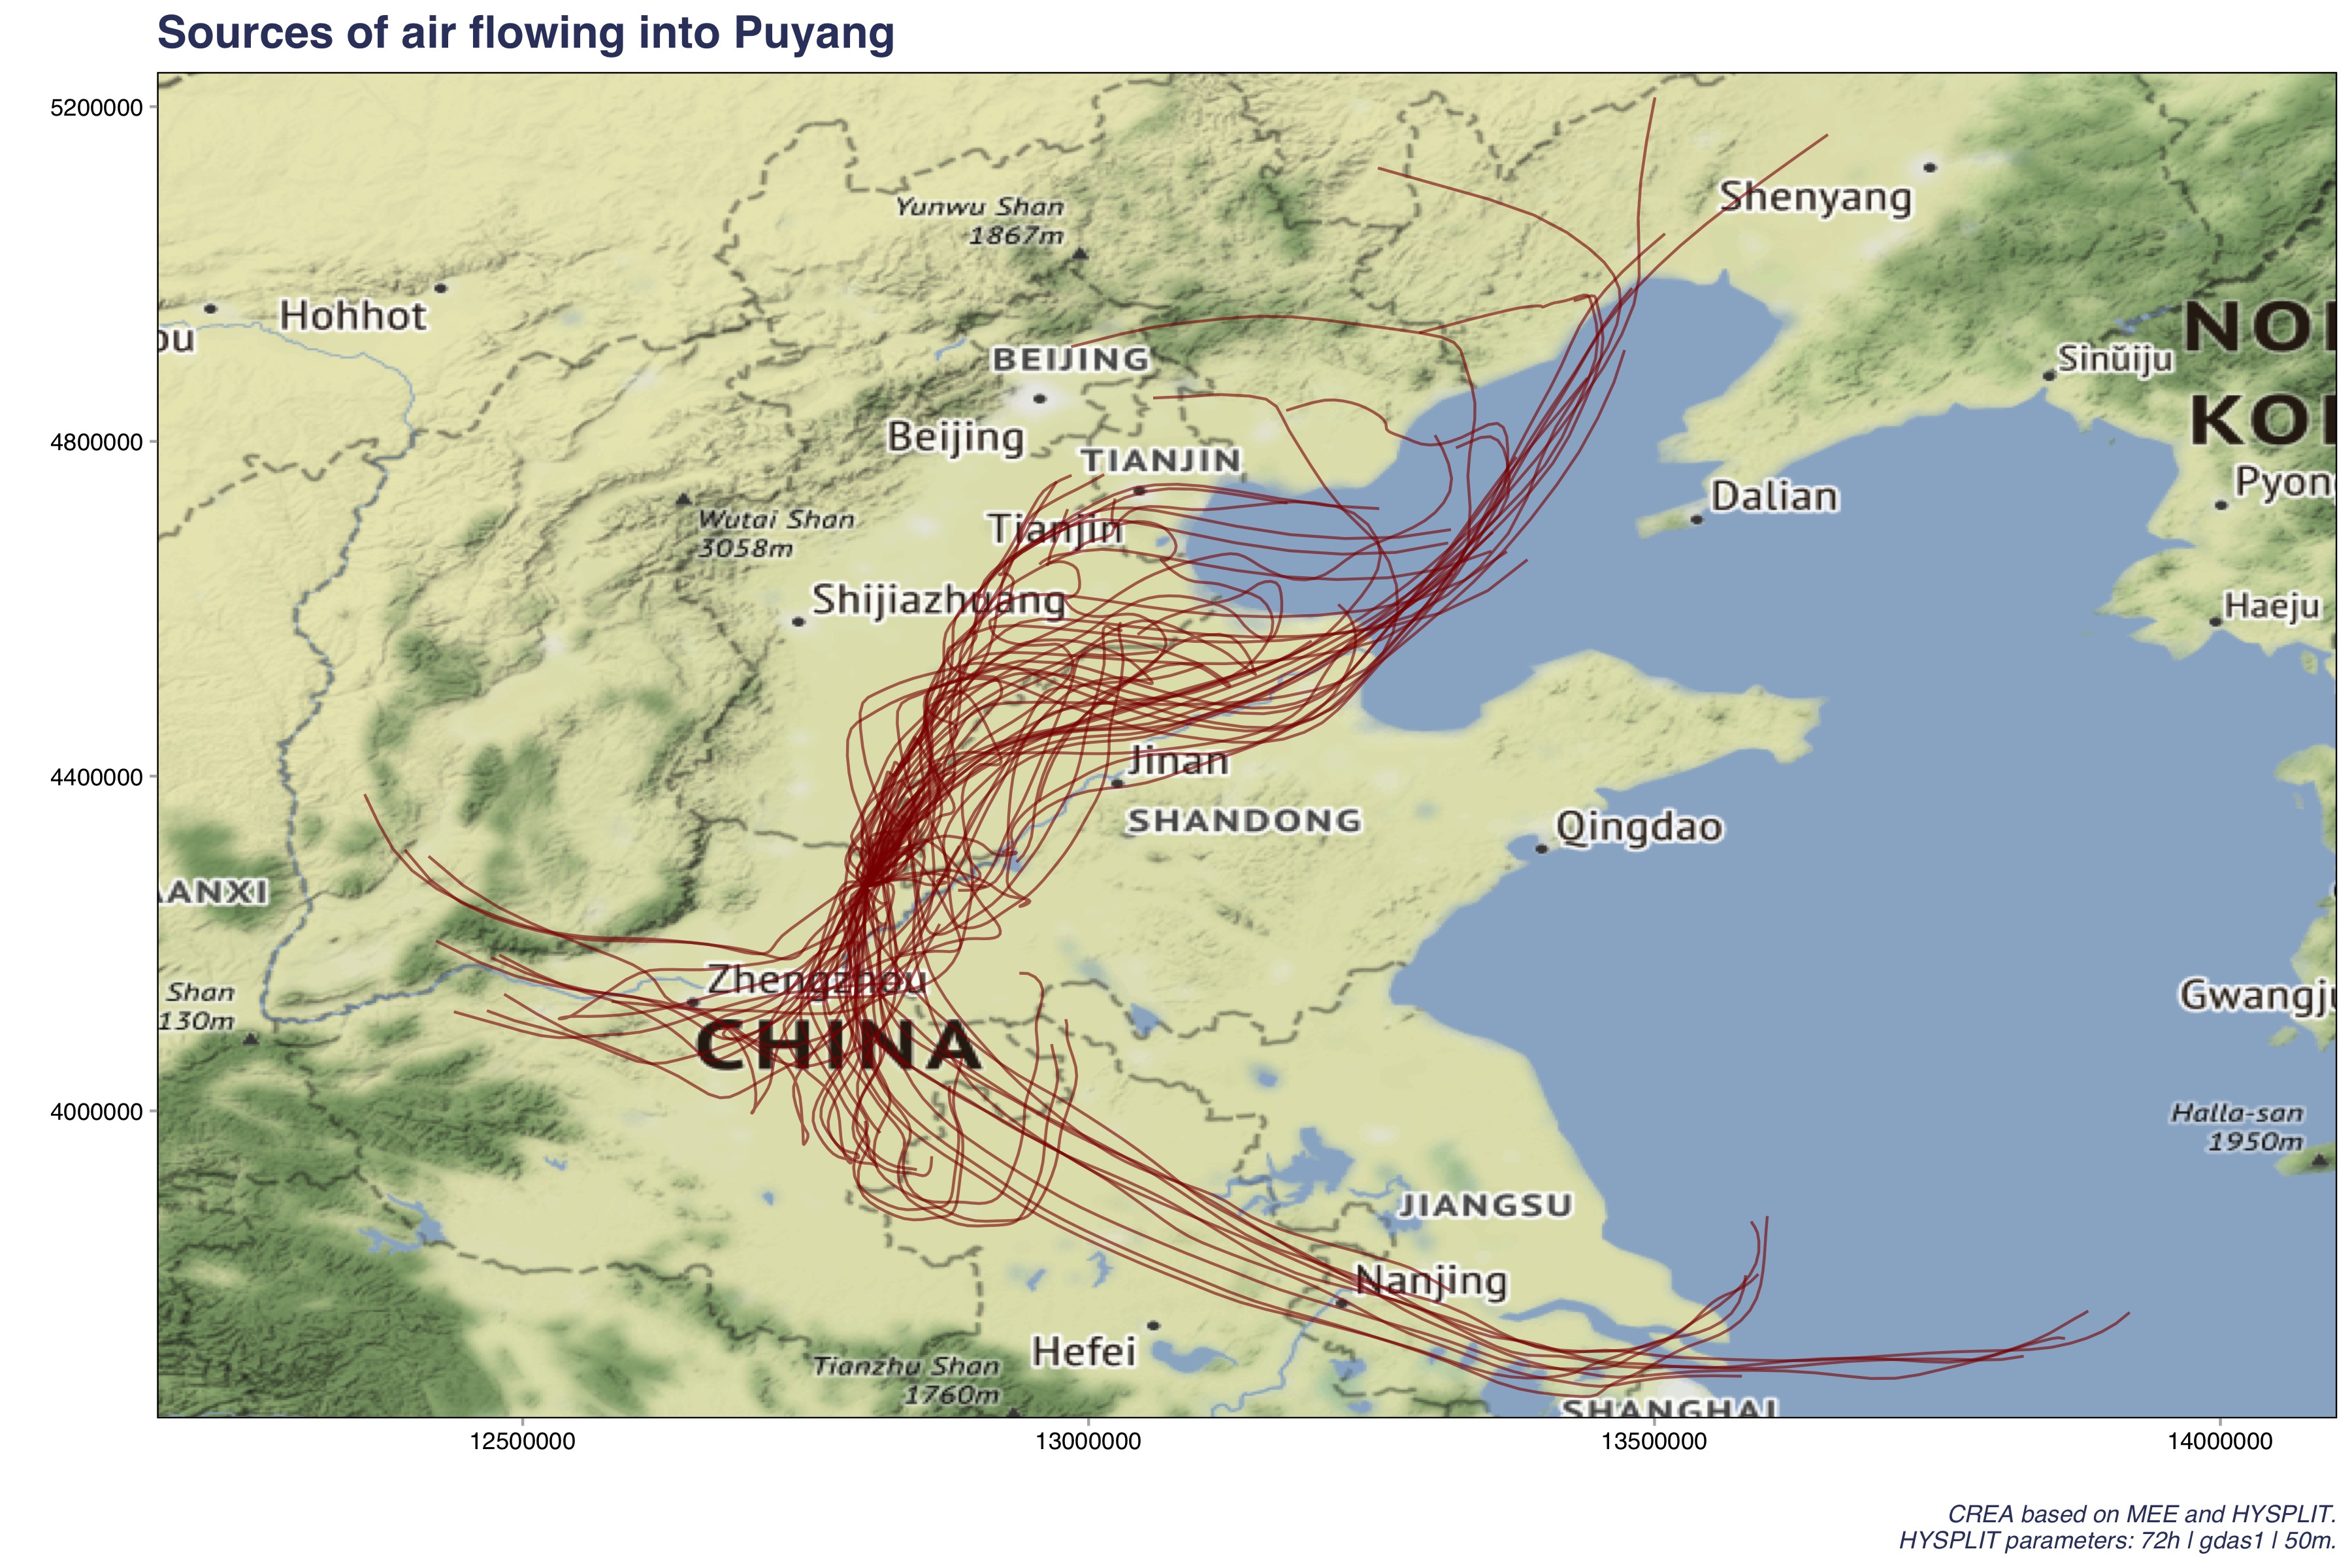 Sources of air flowing into Puyang
5200000
4800000
4400000
4000000
12500000
13000000
13500000
14000000
Yunwu Shan
1867m
Shenyang
Hohhot
ou
BEIJING
Beijing
TIANJIN
Tianjin
NO
KO
Sinŭiju
Pyon
Dalian
Wutai Shan
3058m
Shijiazhuang
Haeju
Jinan
SHANDONG
Qingdao
ANXI
Zhengzhou
CHINA
Shan
130m
Gwangju
Halla-san
1950m
JIANGSU
Nanjing
Hefei
Tianzhu Shan
1760m
SHANGHAI
CREA based on MEE and HYSPLIT.
HYSPLIT parameters: 72h | gdas1 | 50m.